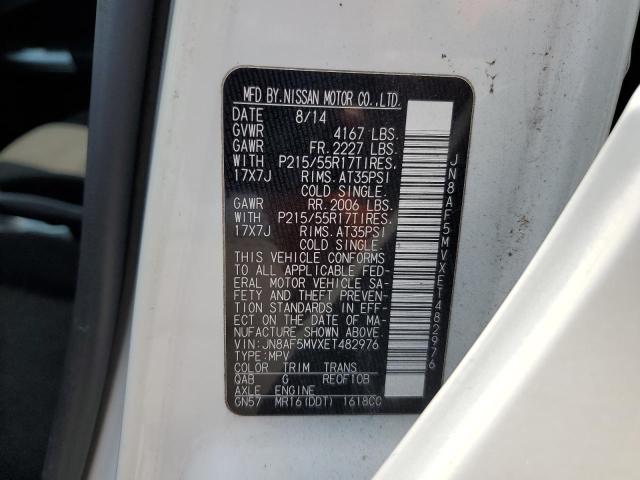 MFD BY.NISSAN MOTOR CO.,LTD.
DATE 8/14
GVWR 4167 LBS.
GAWR FR. 2227 LBS.
WITH P215/55R17TIRES.
17X7J RIMS.AT35PSI
COLD SINGLE.
GAWR RR. 2006 LBS.
WITH P215/55R17TIRES.
17X7J RIMS.AT35PSI
COLD SINGLE.
THIS VEHICLE CONFORMS
TO ALL APPLICABLE FED-
ERAL MOTOR VEHICLE SA-
FETY AND THEFT PREVEN-
TION STANDARDS IN EFF-
ECT ON THE DATE OF MA-
NUFACTURE SHOWN ABOVE.
VIN:JN8AF5MVXET482976
TYPE:MPV
COLOR TRIM TRANS
QAB G RE0F10B
AXLE ENGINE
GN57 MR16(DDT) 1618CC
JN8AF5MVXET482976